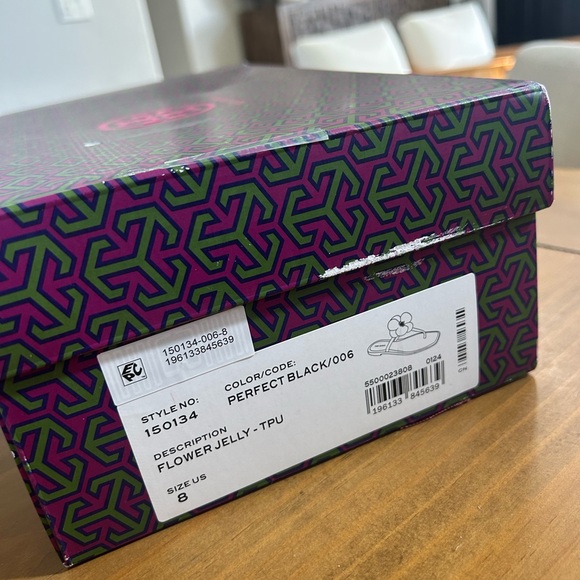 150134-006-8
196133845639
STYLE NO:
150134
COLOR/CODE:
PERFECT BLACK/006
DESCRIPTION
FLOWER JELLY - TPU
SIZE US
8
5500023808 0124
196133 845639